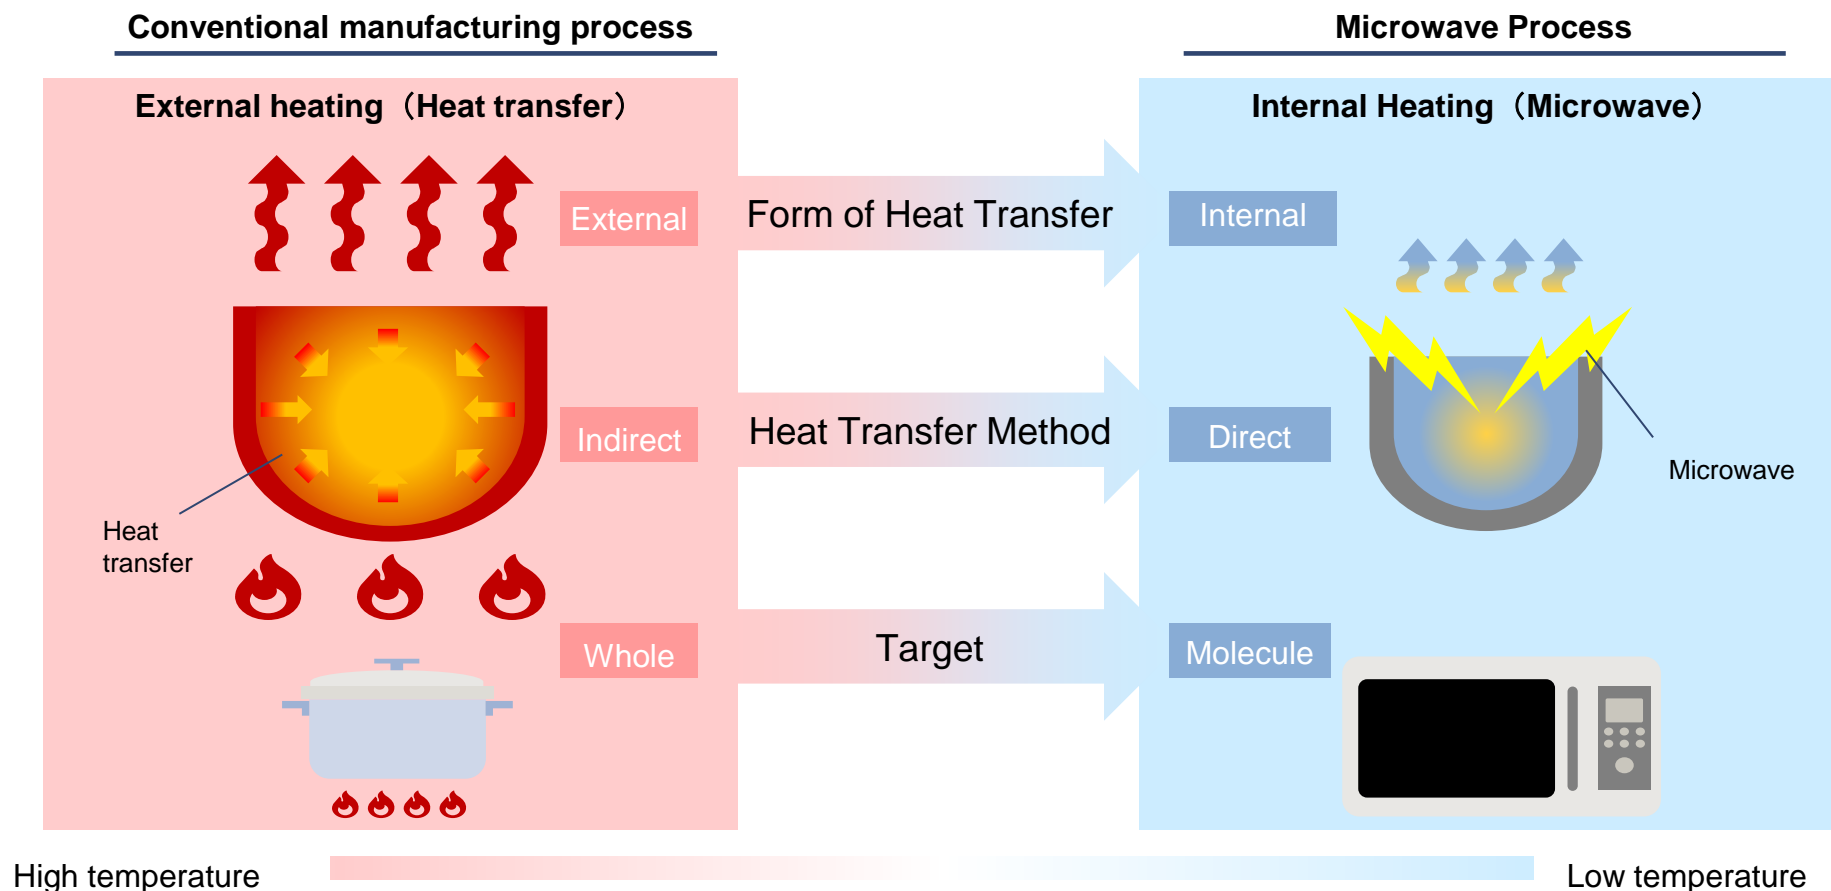 Conventional manufacturing process
Microwave Process
External heating（Heat transfer）
Internal Heating（Microwave）
External
Form of Heat Transfer
Internal
Indirect
Heat Transfer Method
Direct
Microwave
Heat
transfer
Whole
Target
Molecule
High temperature
Low temperature